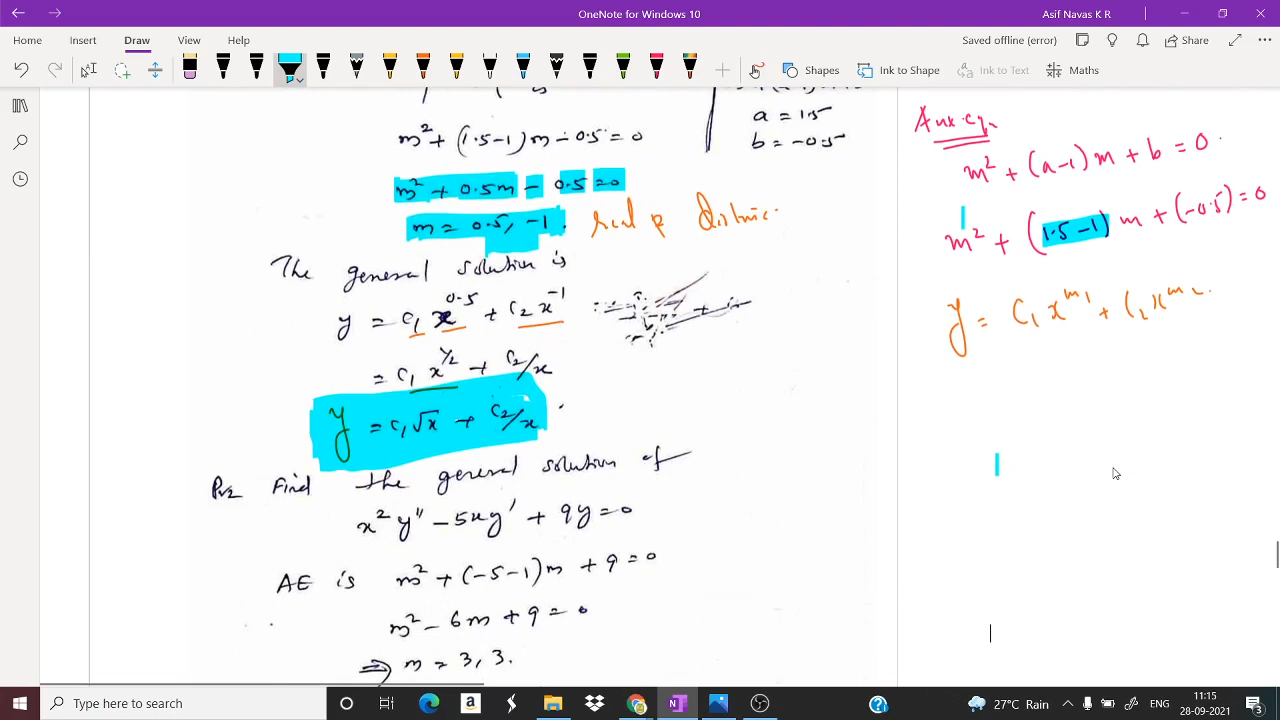 OneNote for Windows 10
Asif Navas K R
Home Insert Draw View Help
Saved offline (error) Share
Shapes Ink to Shape Ink to Text Maths
m² + (1.5-1)m - 0.5 = 0
a = 1.5
b = -0.5
m² + 0.5m - 0.5 = 0
m = 0.5, -1. real & distinc.
The general solution is
y = c₁ x^0.5 + c₂ x^-1
= c₁ x^1/2 + c₂/x
y = c₁√x + c₂/x.
Find the general solution of
x²y'' - 5xy' + 9y = 0
AE is m² + (-5-1)m + 9 = 0
m² - 6m + 9 = 0
⇒ m = 3, 3.
Aux. eqn
m² + (a-1)m + b = 0.
m² + (1.5-1)m + (-0.5) = 0
y = C₁x^m₁ + C₂x^m₂.
Type here to search
27°C Rain
ENG
11:15
28-09-2021